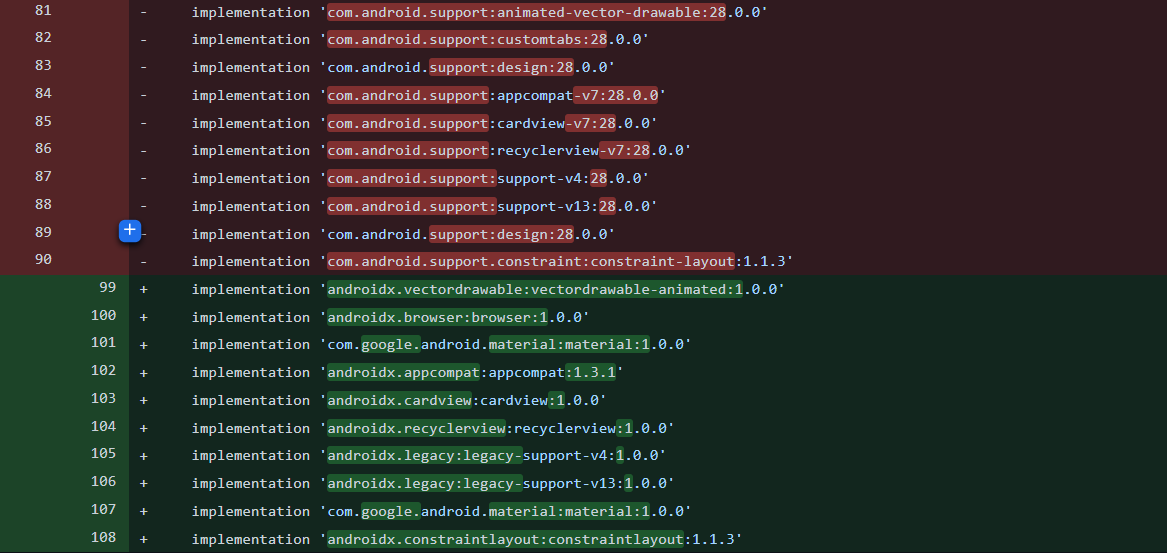 81 - implementation 'com.android.support:animated-vector-drawable:28.0.0'
82 - implementation 'com.android.support:customtabs:28.0.0'
83 - implementation 'com.android.support:design:28.0.0'
84 - implementation 'com.android.support:appcompat-v7:28.0.0'
85 - implementation 'com.android.support:cardview-v7:28.0.0'
86 - implementation 'com.android.support:recyclerview-v7:28.0.0'
87 - implementation 'com.android.support:support-v4:28.0.0'
88 - implementation 'com.android.support:support-v13:28.0.0'
89 + - implementation 'com.android.support:design:28.0.0'
90 - implementation 'com.android.support.constraint:constraint-layout:1.1.3'
99 + implementation 'androidx.vectordrawable:vectordrawable-animated:1.0.0'
100 + implementation 'androidx.browser:browser:1.0.0'
101 + implementation 'com.google.android.material:material:1.0.0'
102 + implementation 'androidx.appcompat:appcompat:1.3.1'
103 + implementation 'androidx.cardview:cardview:1.0.0'
104 + implementation 'androidx.recyclerview:recyclerview:1.0.0'
105 + implementation 'androidx.legacy:legacy-support-v4:1.0.0'
106 + implementation 'androidx.legacy:legacy-support-v13:1.0.0'
107 + implementation 'com.google.android.material:material:1.0.0'
108 + implementation 'androidx.constraintlayout:constraintlayout:1.1.3'